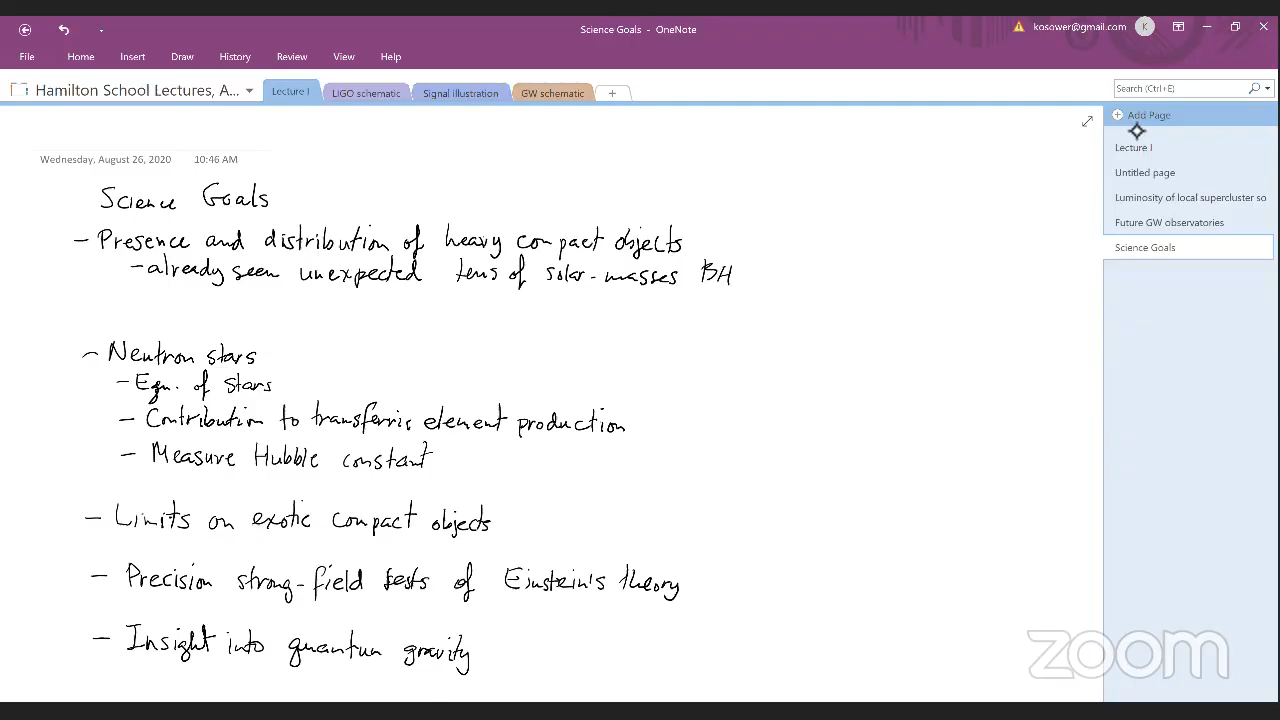 Science Goals - OneNote
kosower@gmail.com
K
File Home Insert Draw History Review View Help
Hamilton School Lectures, A...
Lecture I
LIGO schematic
Signal illustration
GW schematic
Search (Ctrl+E)
Add Page
Lecture I
Untitled page
Luminosity of local supercluster so
Future GW observatories
Science Goals
Wednesday, August 26, 2020 10:46 AM
Science Goals
- Presence and distribution of heavy compact objects
- already seen unexpected tens of solar-masses BH
- Neutron stars
- Eqn. of stars
- Contribution to transferric element production
- Measure Hubble constant
- Limits on exotic compact objects
- Precision strong-field tests of Einstein's theory
- Insight into quantum gravity
zoom